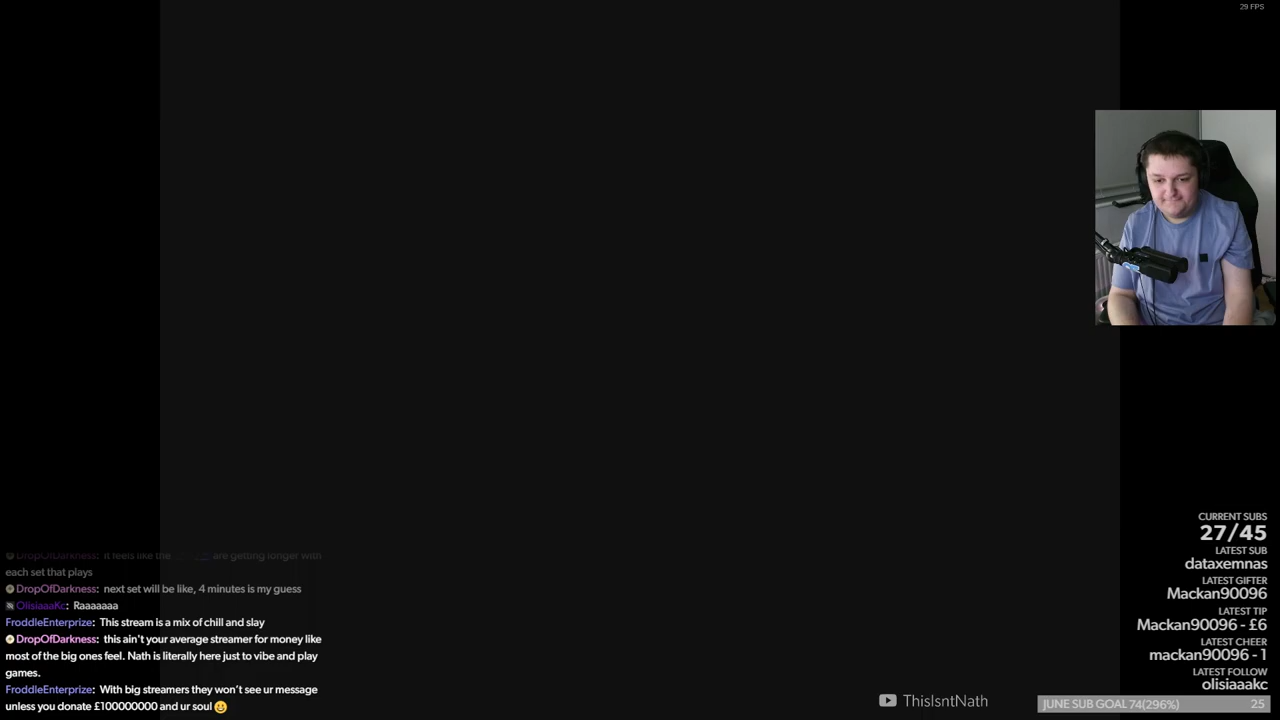 29 FPS
DropOfDarkness: It feels like the are getting longer with
each set that plays
DropOfDarkness: next set will be like, 4 minutes is my guess
OlisiaaaKc: Raaaaaaa
FroddleEnterprize: This stream is a mix of chill and slay
DropOfDarkness: this ain't your average streamer for money like
most of the big ones feel. Nath is literally here just to vibe and play
games.
FroddleEnterprize: With big streamers they won't see ur message
unless you donate £100000000 and ur soul
CURRENT SUBS
27/45
LATEST SUB
dataxemnas
LATEST GIFTER
Mackan90096
LATEST TIP
Mackan90096 - £6
LATEST CHEER
mackan90096 - 1
LATEST FOLLOW
olisiaaakc
ThisIsntNath
JUNE SUB GOAL 74(296%) 25